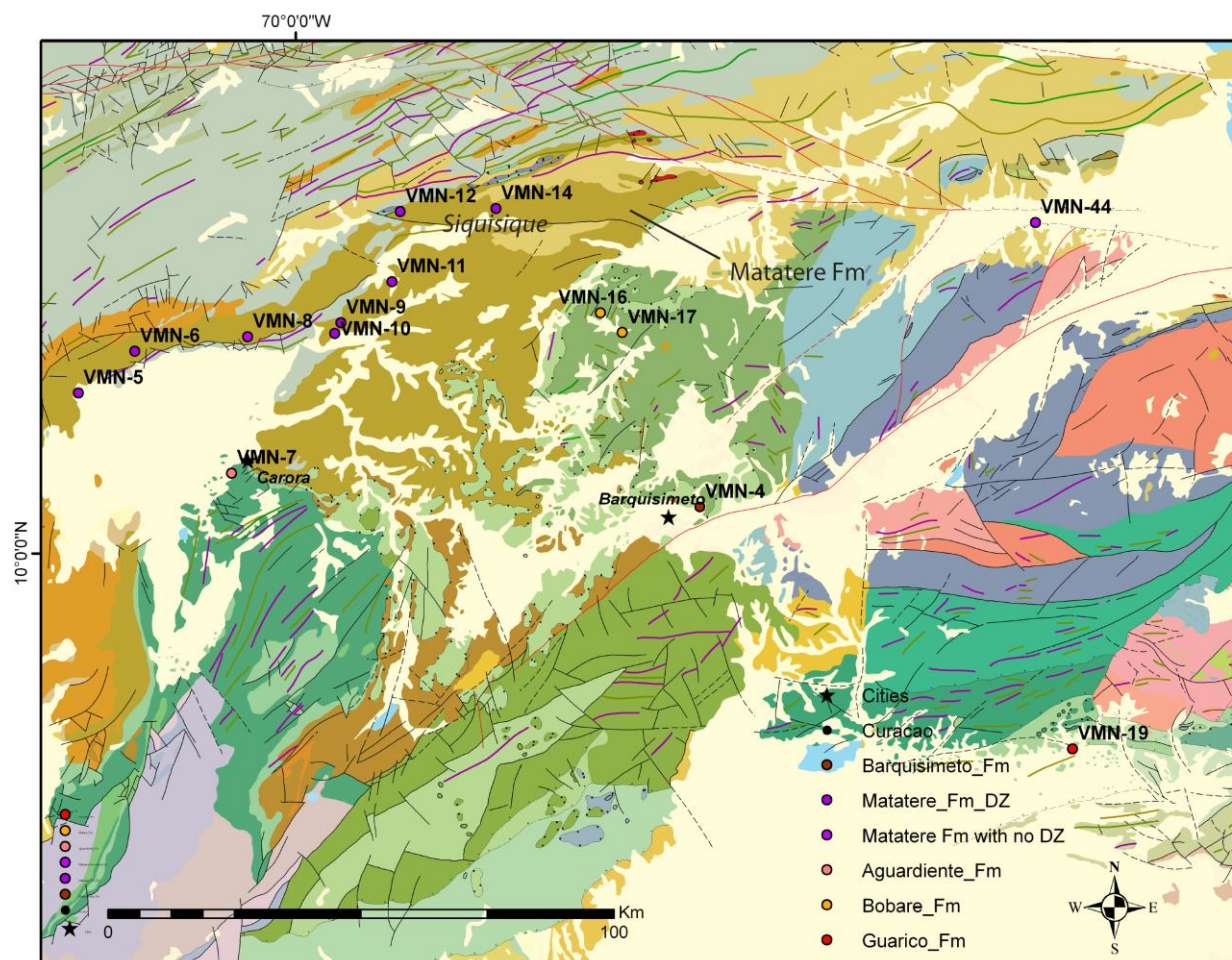 70°0'0"W
VMN-12
VMN-14
VMN-44
Siquisique
VMN-11
Matatere Fm
VMN-16
VMN-9
VMN-8
VMN-10
VMN-17
VMN-6
VMN-5
VMN-7
Carora
VMN-4
Barquisimeto
10°0'0"N
Cities
VMN-19
Curacao
Barquisimeto_Fm
Matatere_Fm_DZ
Matatere Fm with no DZ
Aguardiente_Fm
Bobare_Fm
Guarico_Fm
N
W E
S
Km
0 100